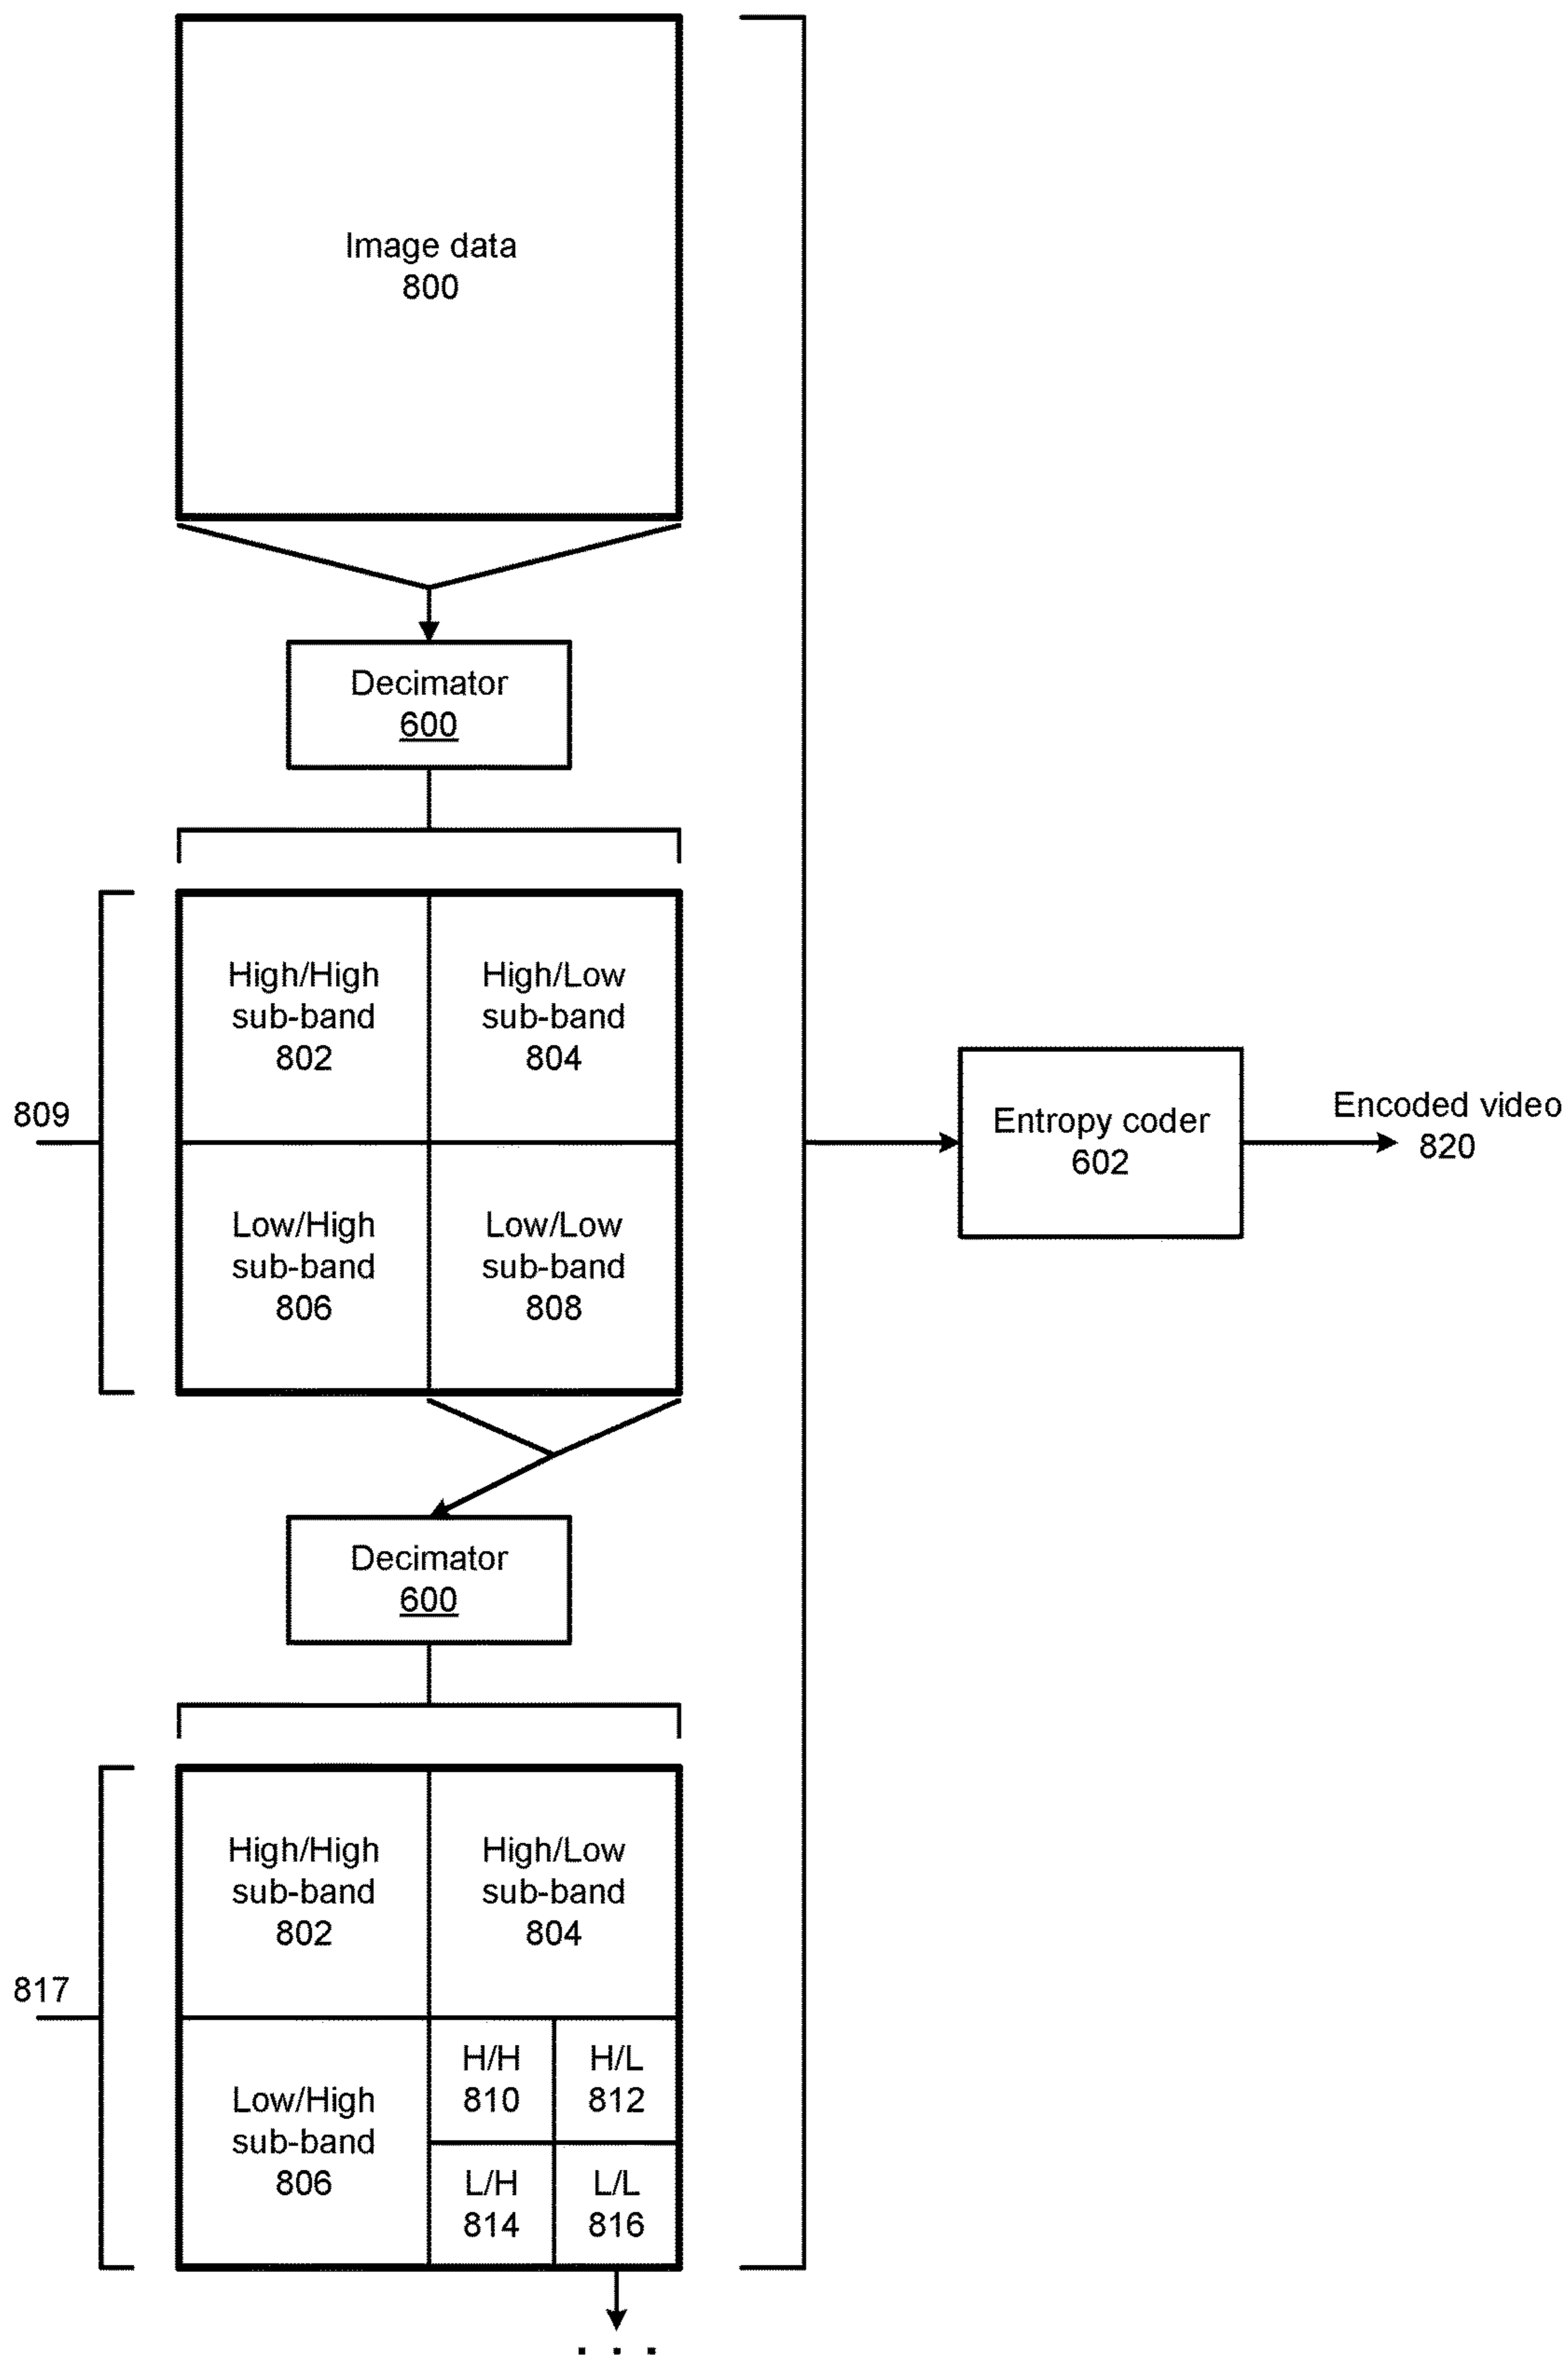 Image data
800
Decimator
600
High/High
sub-band
802
High/Low
sub-band
804
809
Low/High
sub-band
806
Low/Low
sub-band
808
Entropy coder
602
Encoded video
820
Decimator
600
High/High
sub-band
802
High/Low
sub-band
804
817
Low/High
sub-band
806
H/H
810
H/L
812
L/H
814
L/L
816
. . .